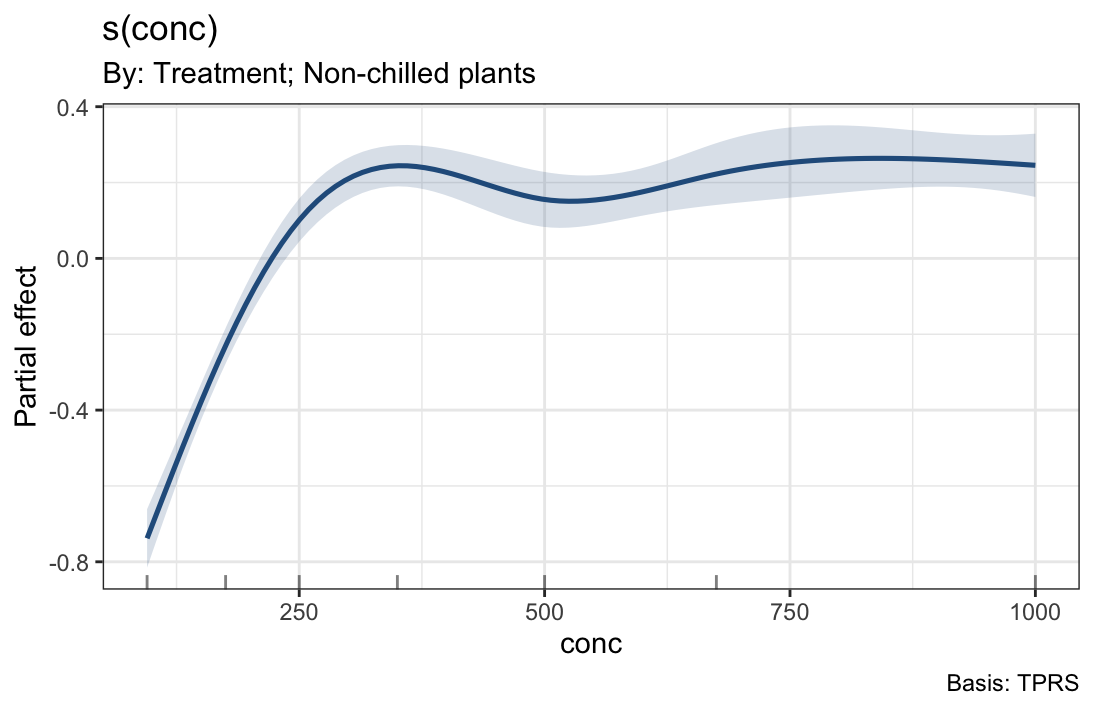 s(conc)
By: Treatment; Non-chilled plants
0.4
0.0
-0.4
-0.8
Partial effect
250 500 750 1000
conc
Basis: TPRS